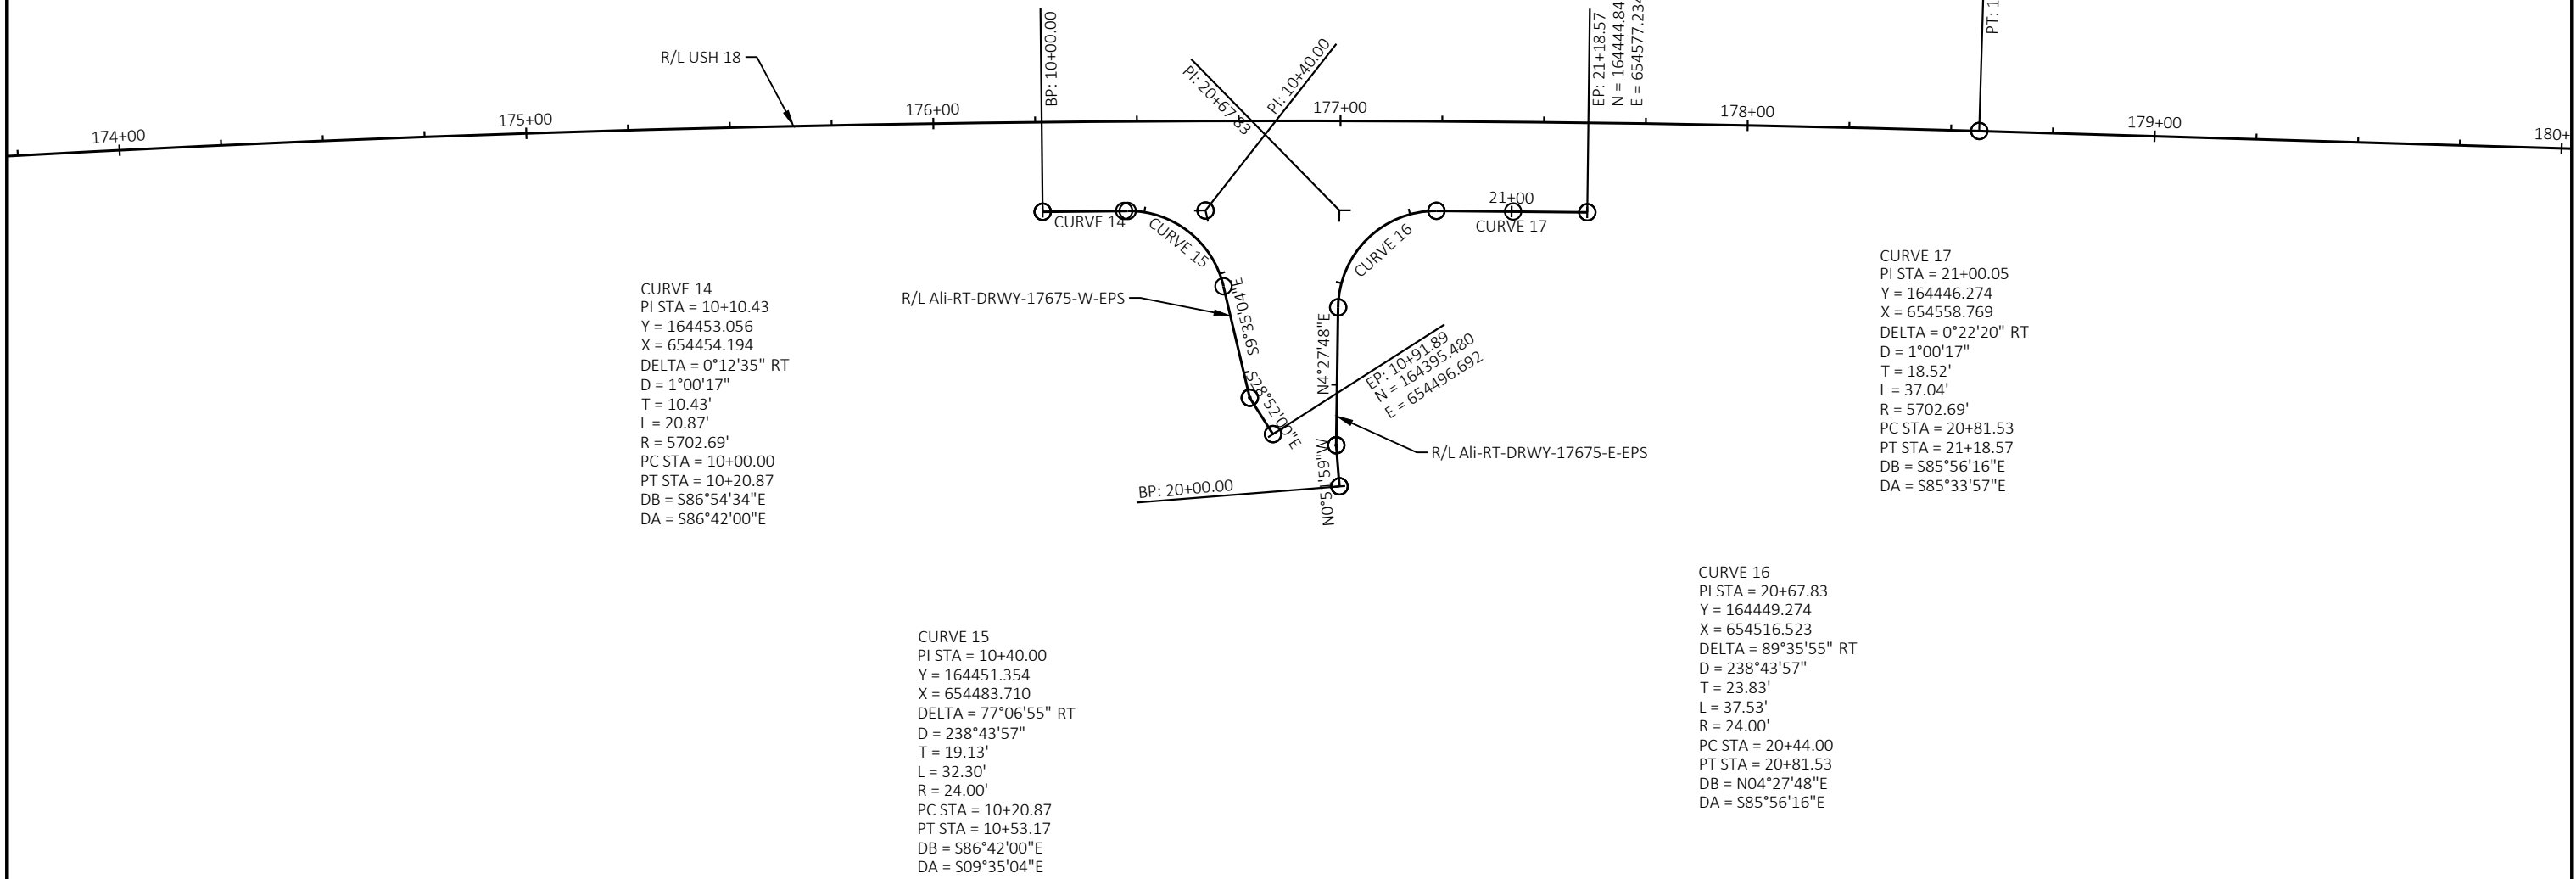 R/L USH 18
BP: 10+00.00
PI: 20+67.83
PI: 10+40.00
EP: 21+18.57
E = 654577.234
174+00
175+00
176+00
177+00
178+00
179+00
21+00
CURVE 14
CURVE 15
CURVE 16
CURVE 17
R/L Ali-RT-DRWY-17675-W-EPS
S9°35'04"E
S28°52'00"E
N4°27'48"E
EP: 10+91.89
N = 164395.480
E = 654496.692
R/L Ali-RT-DRWY-17675-E-EPS
BP: 20+00.00
CURVE 14
PI STA = 10+10.43
Y = 164453.056
X = 654454.194
DELTA = 0°12'35" RT
D = 1°00'17"
T = 10.43'
L = 20.87'
R = 5702.69'
PC STA = 10+00.00
PT STA = 10+20.87
DB = S86°54'34"E
DA = S86°42'00"E
CURVE 15
PI STA = 10+40.00
Y = 164451.354
X = 654483.710
DELTA = 77°06'55" RT
D = 238°43'57"
T = 19.13'
L = 32.30'
R = 24.00'
PC STA = 10+20.87
PT STA = 10+53.17
DB = S86°42'00"E
DA = S09°35'04"E
CURVE 17
PI STA = 21+00.05
Y = 164446.274
X = 654558.769
DELTA = 0°22'20" RT
D = 1°00'17"
T = 18.52'
L = 37.04'
R = 5702.69'
PC STA = 20+81.53
PT STA = 21+18.57
DB = S85°56'16"E
DA = S85°33'57"E
CURVE 16
PI STA = 20+67.83
Y = 164449.274
X = 654516.523
DELTA = 89°35'55" RT
D = 238°43'57"
T = 23.83'
L = 37.53'
R = 24.00'
PC STA = 20+44.00
PT STA = 20+81.53
DB = N04°27'48"E
DA = S85°56'16"E